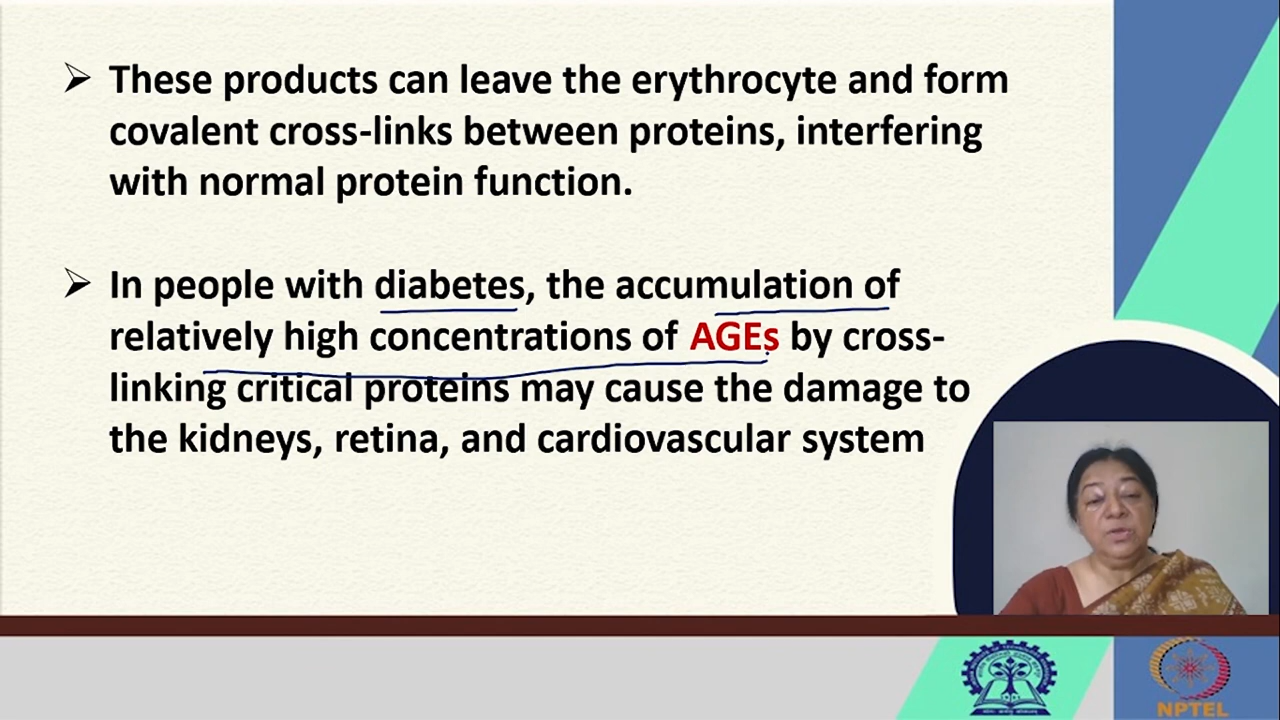 ➢ These products can leave the erythrocyte and form
covalent cross-links between proteins, interfering
with normal protein function.
➢ In people with diabetes, the accumulation of
relatively high concentrations of AGEs by cross-
linking critical proteins may cause the damage to
the kidneys, retina, and cardiovascular system
NPTEL